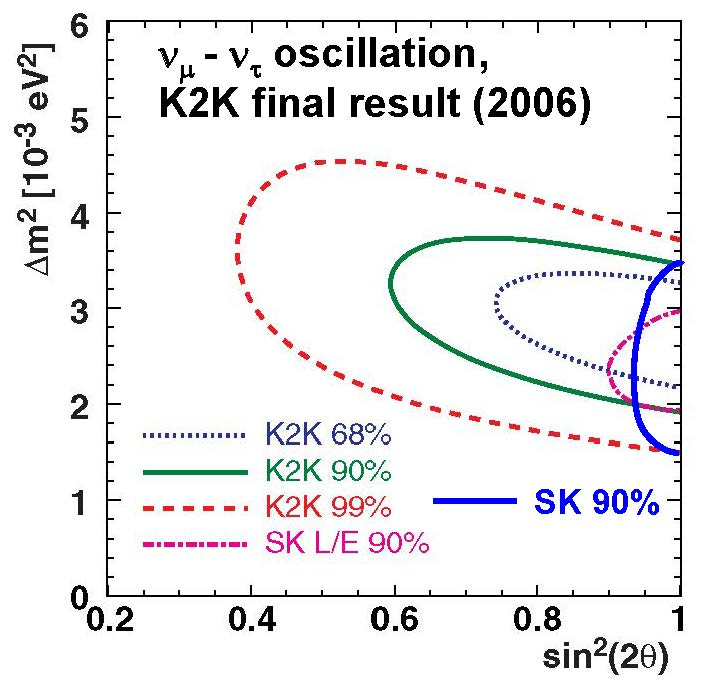 νμ - ντ oscillation,
K2K final result (2006)
Δm² [10⁻³ eV²]
6
5
4
3
2
1
0
K2K 68%
K2K 90%
K2K 99%
SK L/E 90%
SK 90%
0.2 0.4 0.6 0.8 1
sin²(2θ)